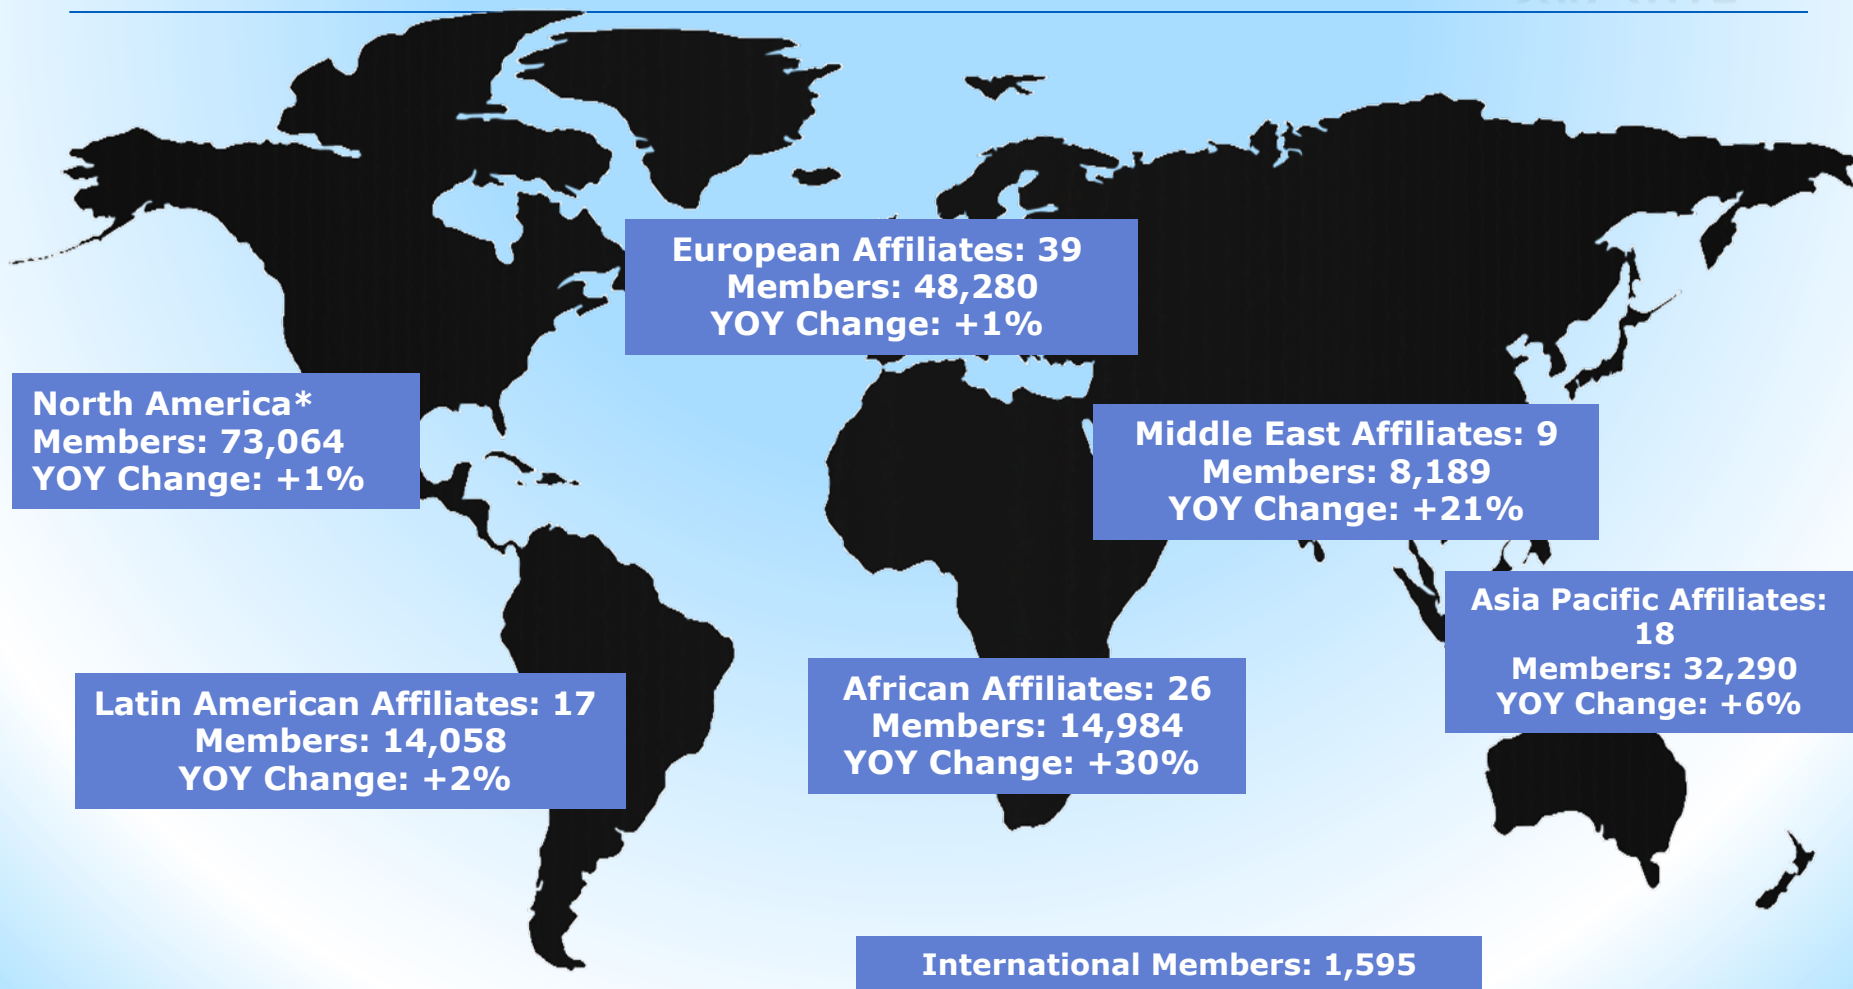 European Affiliates: 39
Members: 48,280
YOY Change: +1%
North America*
Members: 73,064
YOY Change: +1%
Middle East Affiliates: 9
Members: 8,189
YOY Change: +21%
Asia Pacific Affiliates:
18
Members: 32,290
YOY Change: +6%
Latin American Affiliates: 17
Members: 14,058
YOY Change: +2%
African Affiliates: 26
Members: 14,984
YOY Change: +30%
International Members: 1,595